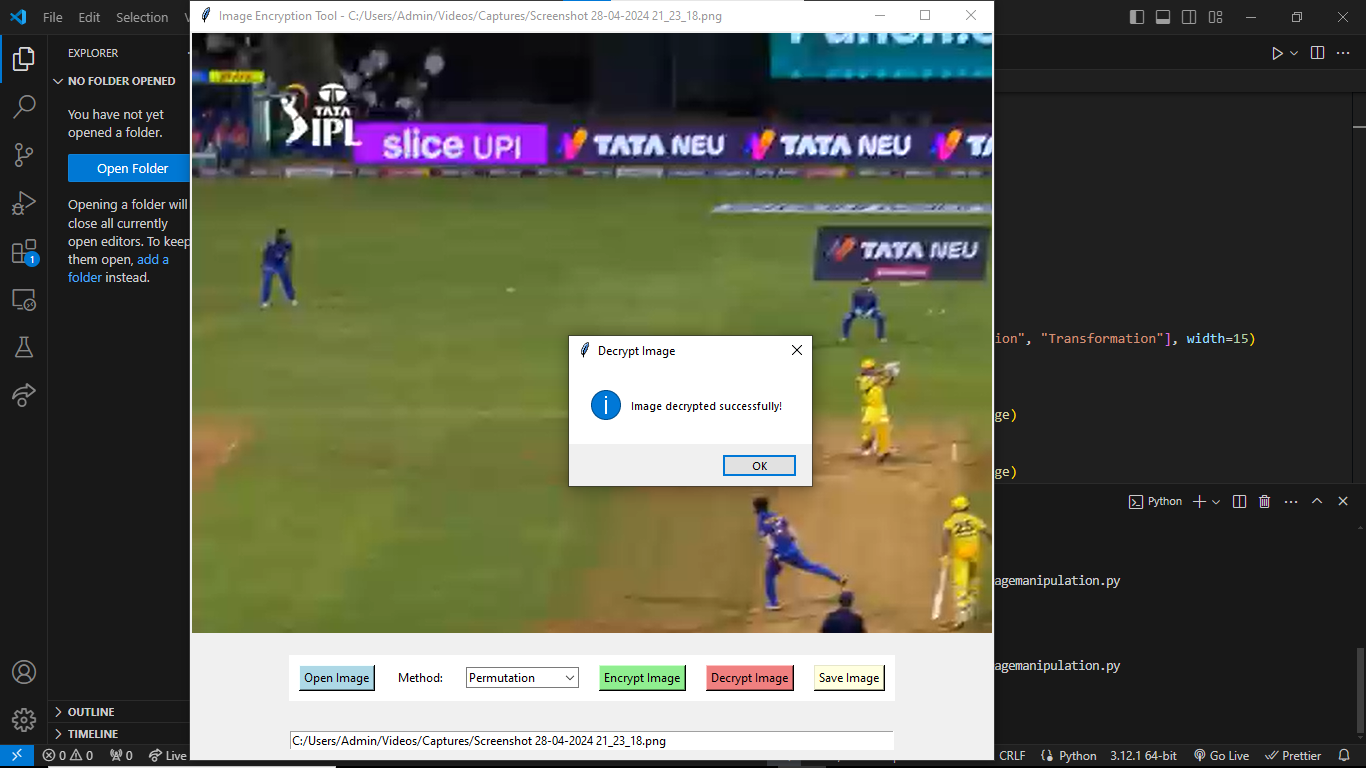 File Edit Selection
Image Encryption Tool - C:/Users/Admin/Videos/Captures/Screenshot 28-04-2024 21_23_18.png
EXPLORER
NO FOLDER OPENED
You have not yet
opened a folder.
Open Folder
Opening a folder will
close all currently
open editors. To keep
them open, add a
folder instead.
1
OUTLINE
TIMELINE
TATA
IPL
slice UPI
TATA NEU
TATA NEU
TATA NEU
25
Decrypt Image
Image decrypted successfully!
OK
Open Image
Method:
Permutation
Encrypt Image
Decrypt Image
Save Image
C:/Users/Admin/Videos/Captures/Screenshot 28-04-2024 21_23_18.png
ion", "Transformation"], width=15)
ge)
ge)
Python
agemanipulation.py
agemanipulation.py
0 0 0 Live
CRLF Python 3.12.1 64-bit Go Live Prettier